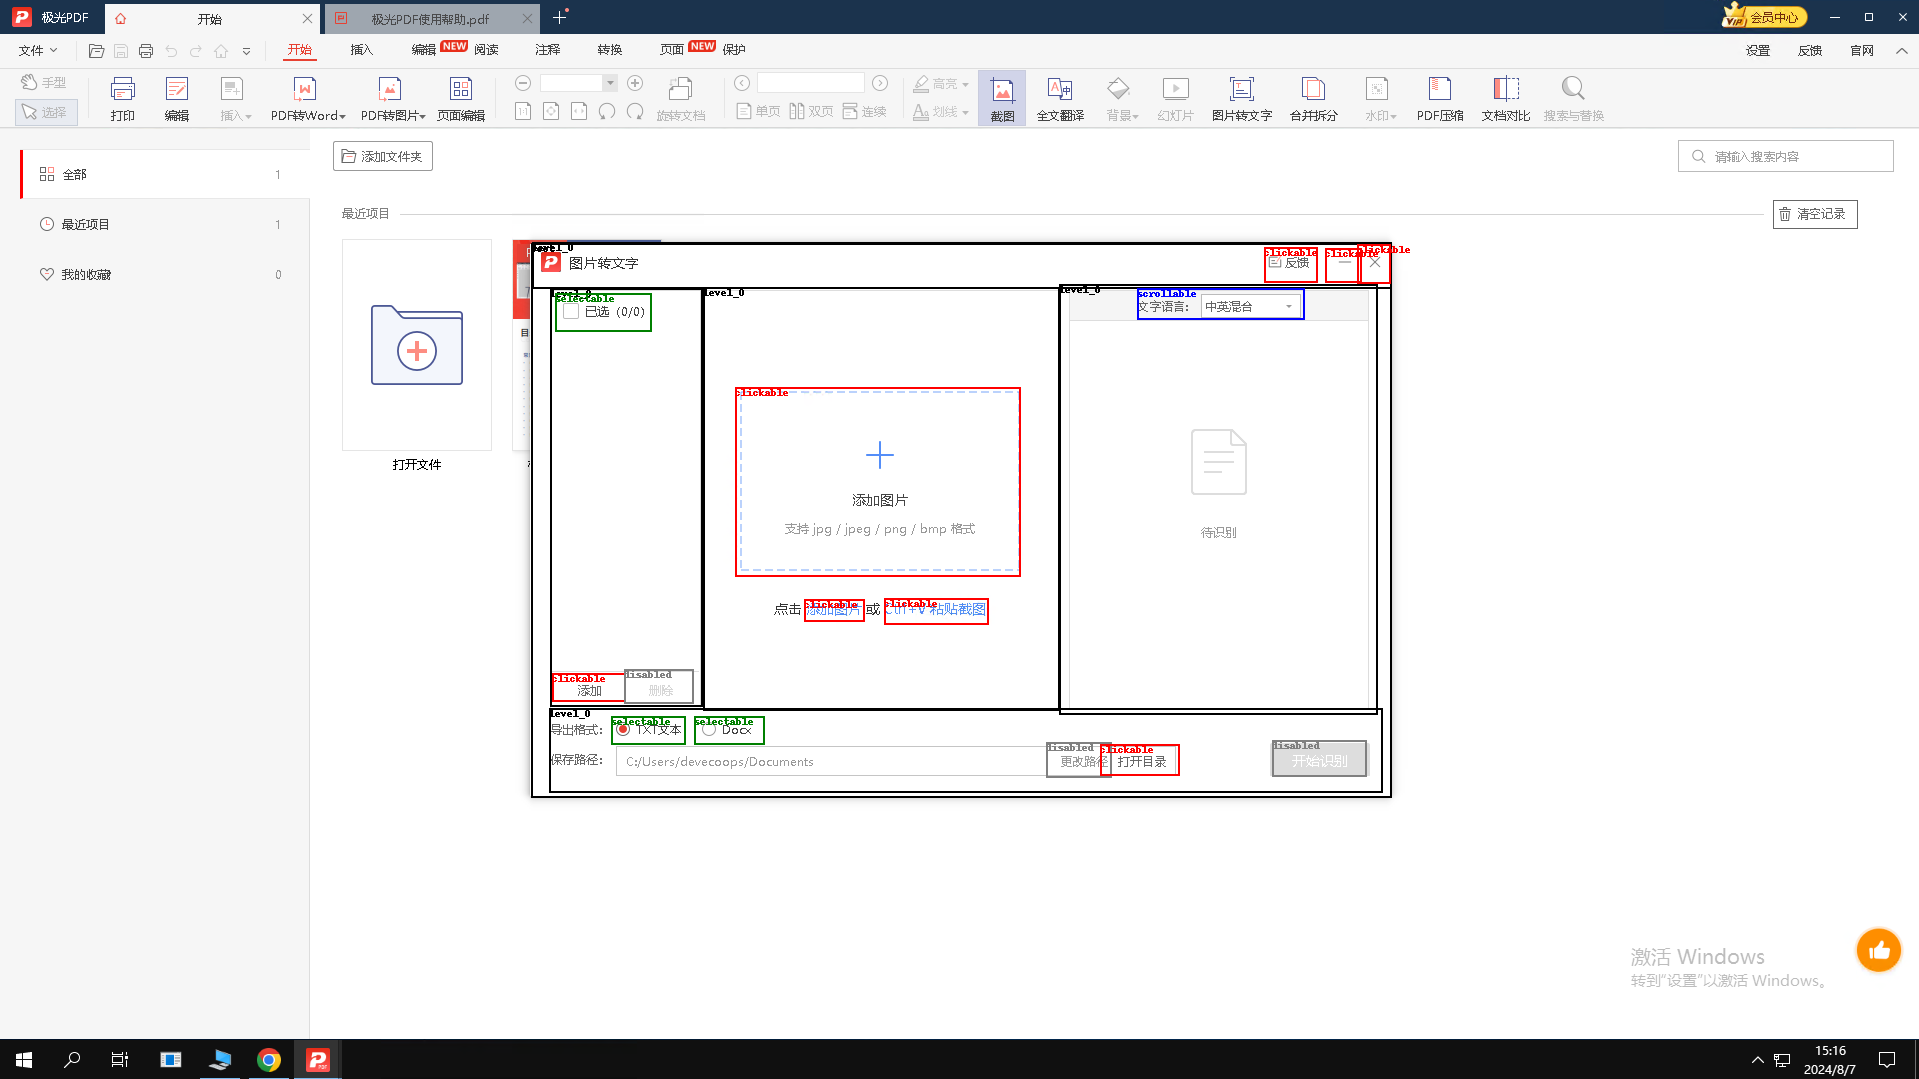 极光PDF
开始
极光PDF使用帮助.pdf
VIP
会员中心
文件
开始
插入
编辑
NEW
阅读
注释
转换
页面
NEW
保护
设置
反馈
官网
手型
选择
打印
编辑
插入
PDF转Word
PDF转图片
页面编辑
1:1
旋转文档
单页
双页
连续
高亮
划线
截图
全文翻译
背景
幻灯片
图片转文字
合并拆分
水印
PDF压缩
文档对比
搜索与替换
全部
1
最近项目
1
我的收藏
0
添加文件夹
请输入搜索内容
最近项目
清空记录
打开文件
level_0
图片转文字
clickable
反馈
clickable
clickable
level_0
selectable
已选 (0/0)
level_0
level_0
scrollable
文字语言:
中英混合
clickable
添加图片
支持 jpg / jpeg / png / bmp 格式
待识别
点击 添加图片 或 Ctrl+V 粘贴截图
clickable
clickable
clickable
添加
disabled
删除
level_0
导出格式:
selectable
TXT文本
selectable
Docx
保存路径:
C:/Users/devecoops/Documents
disabled
更改路径
clickable
打开目录
disabled
开始识别
激活 Windows
转到“设置”以激活 Windows。
15:16
2024/8/7